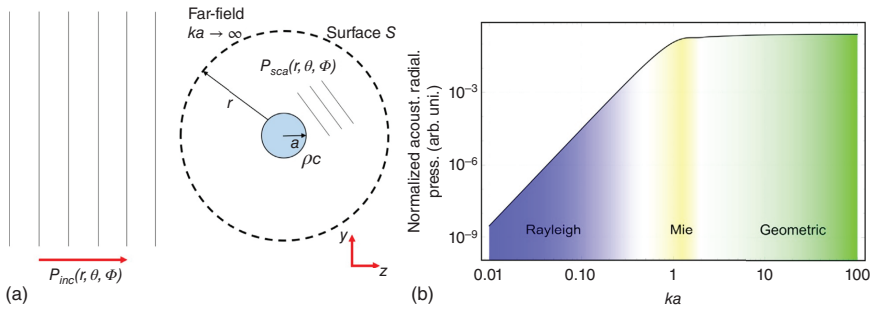 Far-field
ka → ∞
Surface S
P_sca(r, θ, Φ)
r
a
ρc
y
z
P_inc(r, θ, Φ)
(a)
Normalized acoust. radial.
press. (arb. uni.)
10⁻³
10⁻⁶
10⁻⁹
Rayleigh
Mie
Geometric
0.01
0.10
1
10
100
ka
(b)